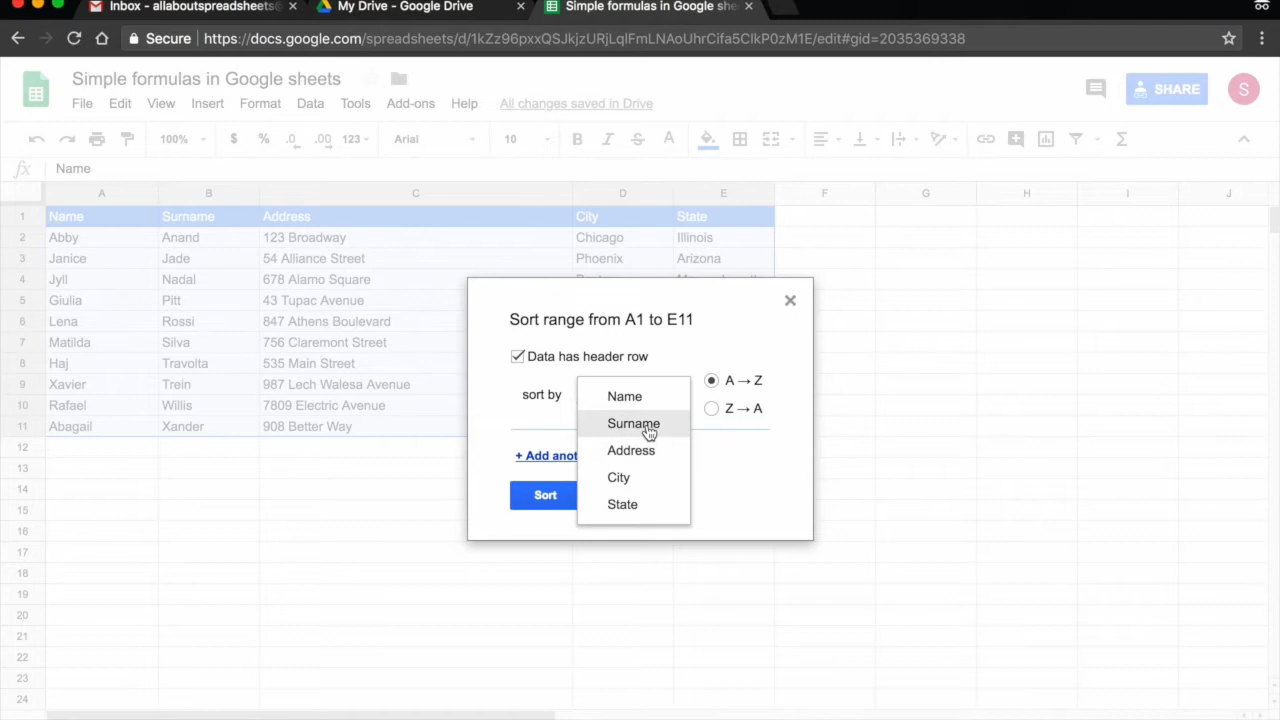 Inbox - allaboutspreadsheets@
My Drive - Google Drive
Simple formulas in Google shee
Secure
https://docs.google.com/spreadsheets/d/1kZz96pxxQSJkjzURjLqlFmLNAoUhrCifa5ClkP0zM1E/edit#gid=2035369338
Simple formulas in Google sheets
File Edit View Insert Format Data Tools Add-ons Help All changes saved in Drive
SHARE
S
100% $ % .0 .00 123 Arial 10 B I S A Σ
fx Name
A B C D E F G H I J
1 Name Surname Address City State
2 Abby Anand 123 Broadway Chicago Illinois
3 Janice Jade 54 Alliance Street Phoenix Arizona
4 Jyll Nadal 678 Alamo Square
5 Giulia Pitt 43 Tupac Avenue
6 Lena Rossi 847 Athens Boulevard
7 Matilda Silva 756 Claremont Street
8 Haj Travolta 535 Main Street
9 Xavier Trein 987 Lech Walesa Avenue
10 Rafael Willis 7809 Electric Avenue
11 Abagail Xander 908 Better Way
12
13
14
15
16
17
18
19
20
21
22
23
24
Sort range from A1 to E11
Data has header row
sort by
Name
Surname
Address
City
State
A → Z
Z → A
+ Add anot
Sort